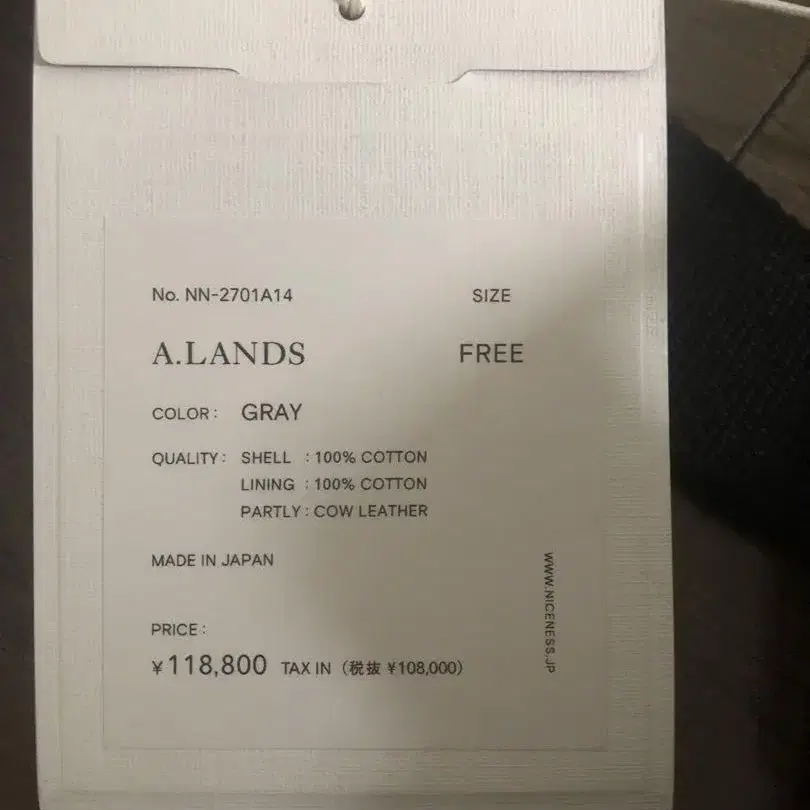 No. NN-2701A14 SIZE
A.LANDS FREE
COLOR: GRAY
QUALITY: SHELL : 100% COTTON
LINING : 100% COTTON
PARTLY : COW LEATHER
MADE IN JAPAN
WWW.NICENESS.JP
PRICE:
¥118,800 TAX IN (税抜 ¥108,000)